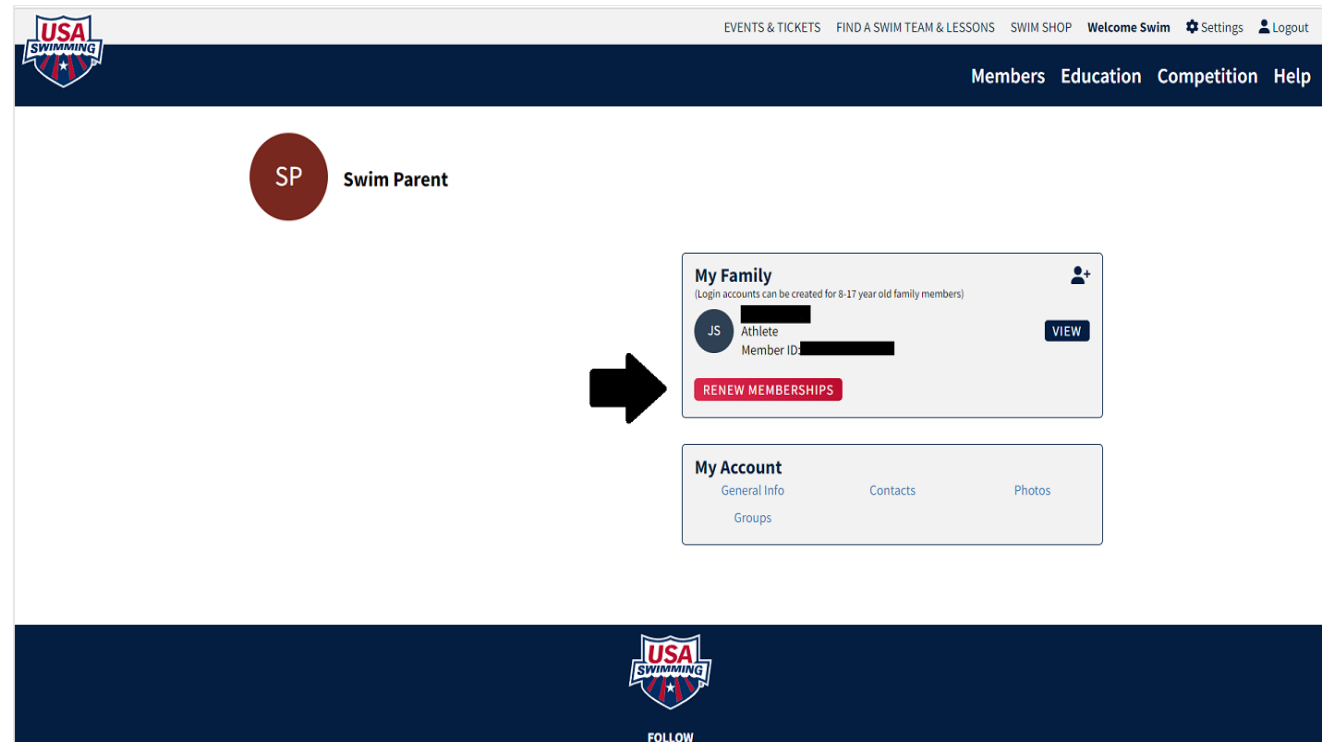 USA
SWIMMING
EVENTS & TICKETS FIND A SWIM TEAM & LESSONS SWIM SHOP Welcome Swim Settings Logout
Members Education Competition Help
SP
Swim Parent
My Family
(Login accounts can be created for 8-17 year old family members)
JS
Athlete
VIEW
Member ID:
RENEW MEMBERSHIPS
My Account
General Info Contacts Photos
Groups
USA
SWIMMING
FOLLOW